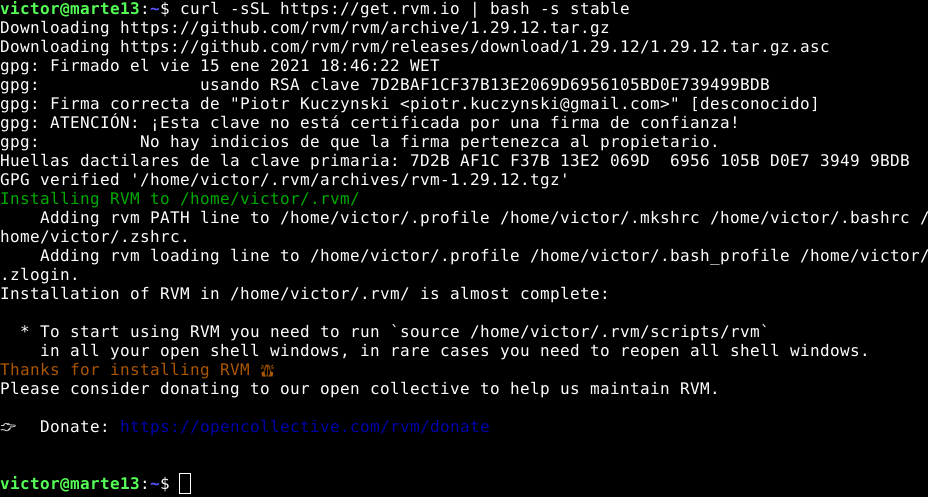 victor@marte13:~$ curl -sSL https://get.rvm.io | bash -s stable
Downloading https://github.com/rvm/rvm/archive/1.29.12.tar.gz
Downloading https://github.com/rvm/rvm/releases/download/1.29.12/1.29.12.tar.gz.asc
gpg: Firmado el vie 15 ene 2021 18:46:22 WET
gpg:                usando RSA clave 7D2BAF1CF37B13E2069D6956105BD0E739499BDB
gpg: Firma correcta de "Piotr Kuczynski <piotr.kuczynski@gmail.com>" [desconocido]
gpg: ATENCIÓN: ¡Esta clave no está certificada por una firma de confianza!
gpg:          No hay indicios de que la firma pertenezca al propietario.
Huellas dactilares de la clave primaria: 7D2B AF1C F37B 13E2 069D  6956 105B D0E7 3949 9BDB
GPG verified '/home/victor/.rvm/archives/rvm-1.29.12.tgz'
Installing RVM to /home/victor/.rvm/
    Adding rvm PATH line to /home/victor/.profile /home/victor/.mkshrc /home/victor/.bashrc /
home/victor/.zshrc.
    Adding rvm loading line to /home/victor/.profile /home/victor/.bash_profile /home/victor/
.zlogin.
Installation of RVM in /home/victor/.rvm/ is almost complete:

  * To start using RVM you need to run `source /home/victor/.rvm/scripts/rvm`
    in all your open shell windows, in rare cases you need to reopen all shell windows.
Thanks for installing RVM 🙏
Please consider donating to our open collective to help us maintain RVM.

👉  Donate: https://opencollective.com/rvm/donate


victor@marte13:~$